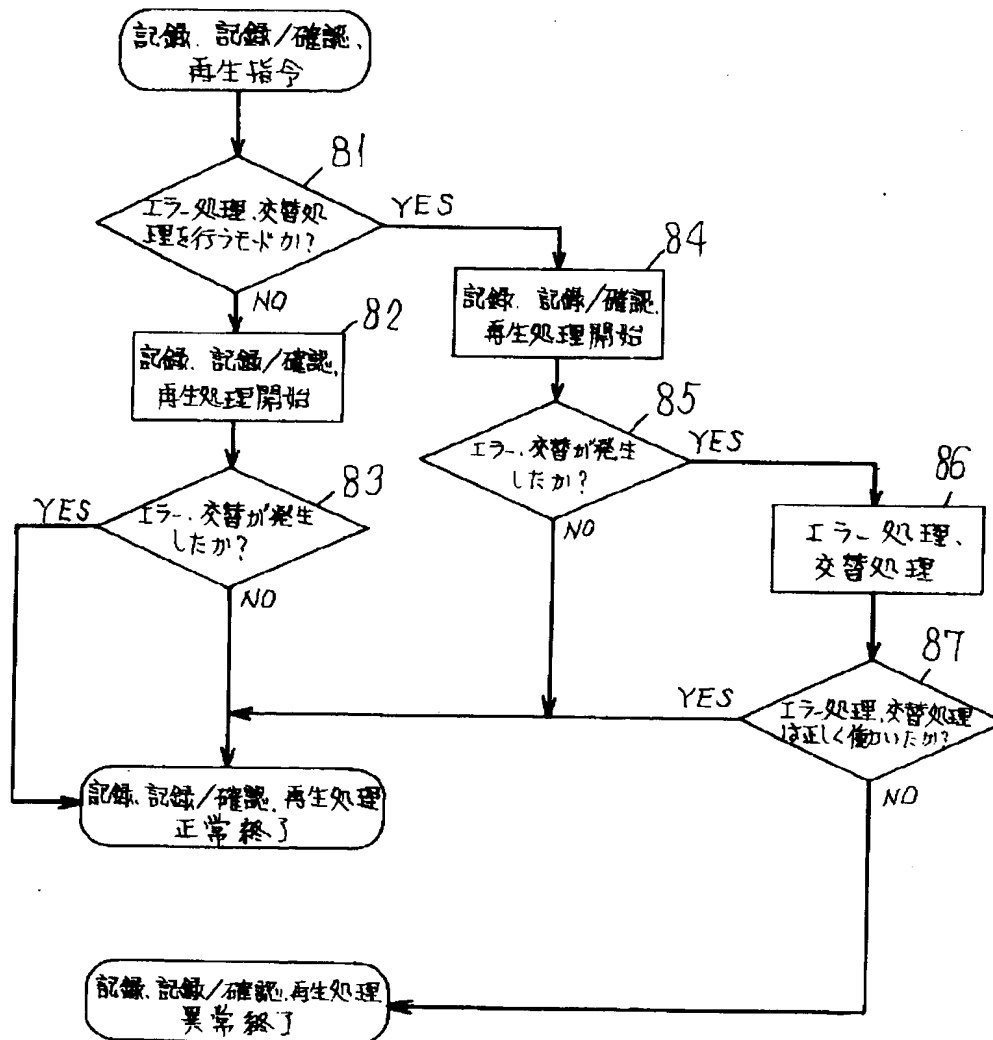 記録、記録/確認、
再生指令
81
エラー処理、交替処
理を行うモードか?
YES
NO
84
記録、記録/確認、
再生処理開始
82
記録、記録/確認、
再生処理開始
85
エラー、交替が発生
したか?
YES
NO
83
エラー、交替が発生
したか?
YES
NO
86
エラー処理、
交替処理
87
エラー処理、交替処理
は正しく働いたか?
YES
NO
記録、記録/確認、再生処理
正常終了
記録、記録/確認、再生処理
異常終了